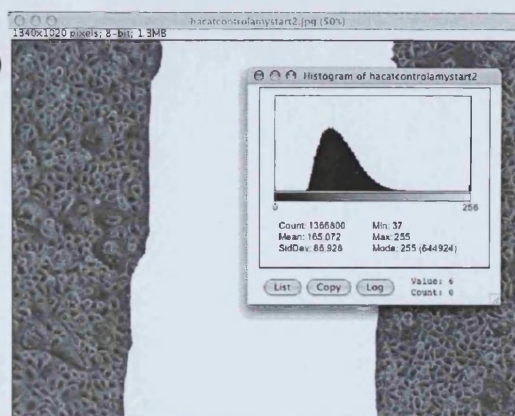 hacatcontrolamystart2.jpg (50%)
1340x1020 pixels; 8-bit; 1.3MB
Histogram of hacatcontrolamystart2
0 256
Count: 1366800 Min: 37
Mean: 165.072 Max: 255
StdDev: 86.928 Mode: 255 (644924)
List Copy Log Value: 6
Count: 0